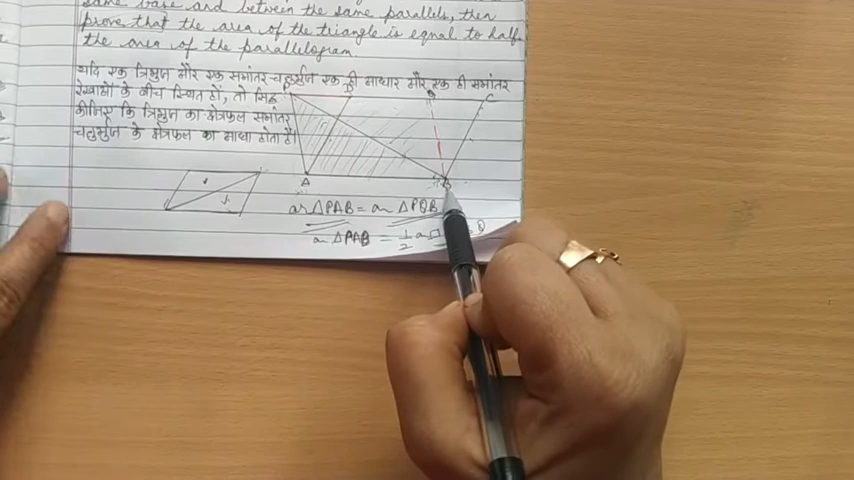 same base and between the same parallels, then
prove that the area of the triangle is equal to half
the area of the parallelogram.
यदि एक त्रिभुज और एक समांतर चतुर्भुज एक ही आधार और एक ही समांतर
रेखाओं के बीच स्थित हों, तो सिद्ध
कीजिए कि त्रिभुज का क्षेत्रफल समांतर
चतुर्भुज के क्षेत्रफल का आधा होता है।
P D Q C
A B
ar ΔPAB = ar ΔPQB
ar ΔPAB = 1/2 ar